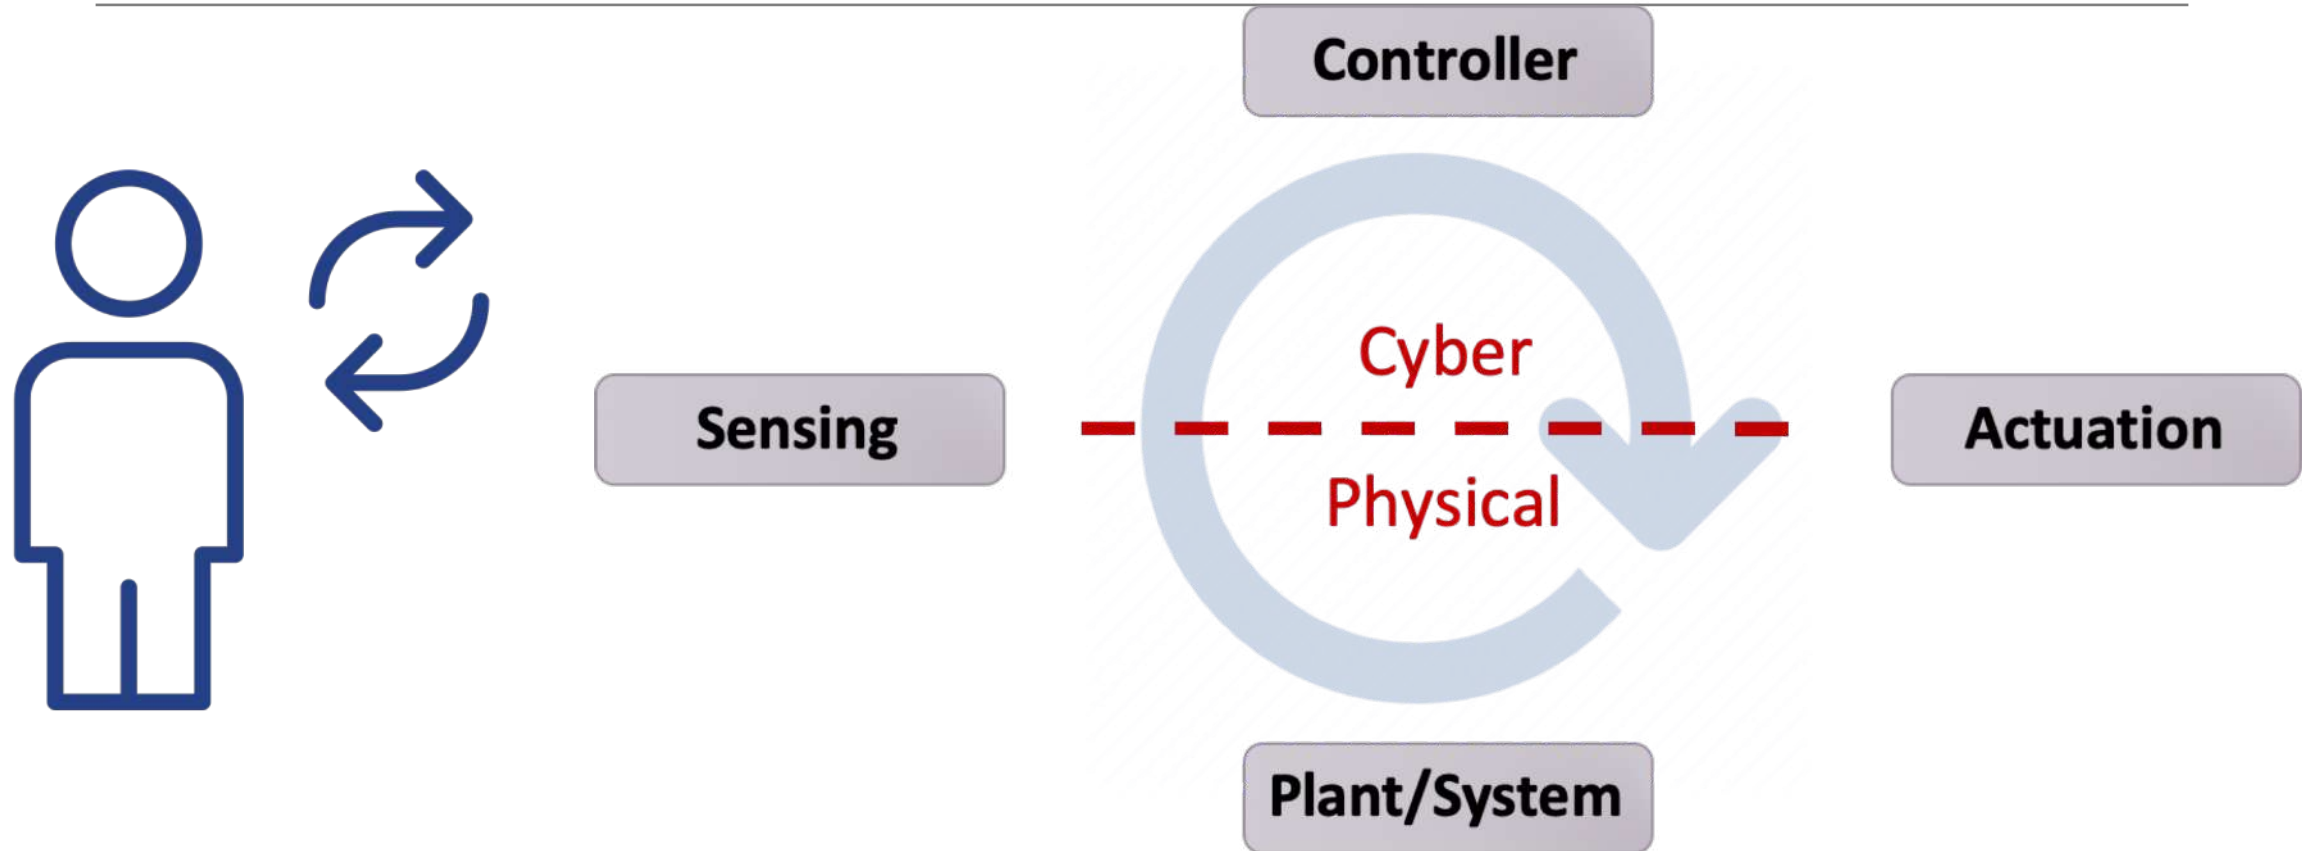 Controller
Cyber
Sensing
Actuation
Physical
Plant/System